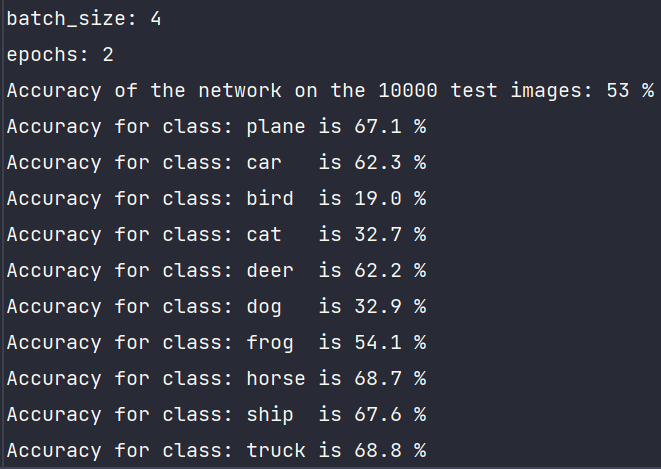 batch_size: 4
epochs: 2
Accuracy of the network on the 10000 test images: 53 %
Accuracy for class: plane is 67.1 %
Accuracy for class: car   is 62.3 %
Accuracy for class: bird  is 19.0 %
Accuracy for class: cat   is 32.7 %
Accuracy for class: deer  is 62.2 %
Accuracy for class: dog   is 32.9 %
Accuracy for class: frog  is 54.1 %
Accuracy for class: horse is 68.7 %
Accuracy for class: ship  is 67.6 %
Accuracy for class: truck is 68.8 %